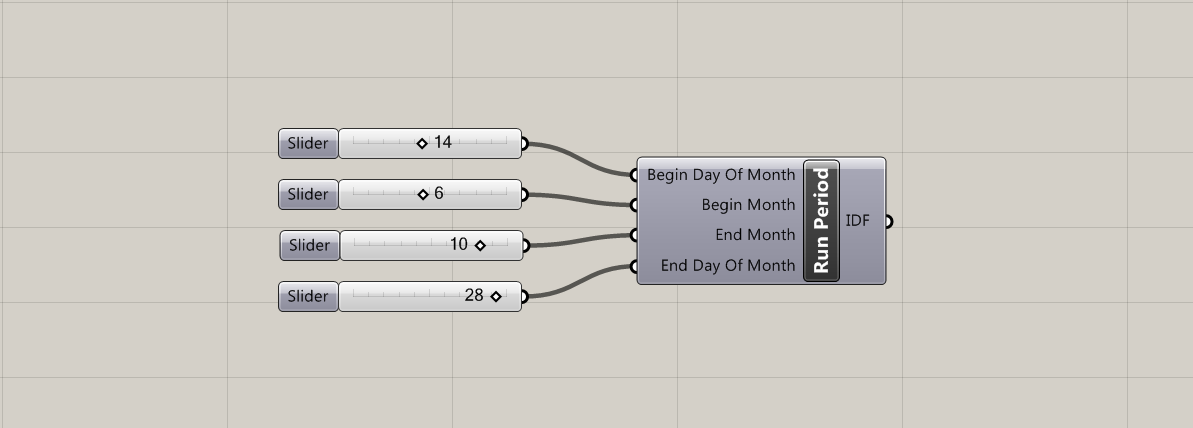 Slider 14
Slider 6
Slider 10
Slider 28
Begin Day Of Month
Begin Month
End Month
End Day Of Month
Run Period
IDF